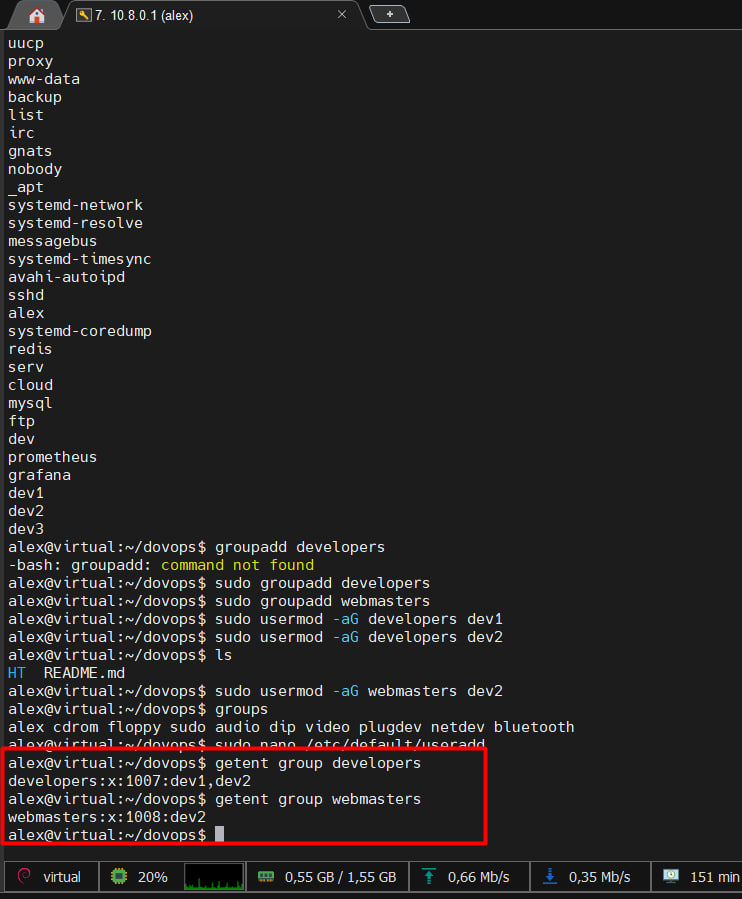 7. 10.8.0.1 (alex)
uucp
proxy
www-data
backup
list
irc
gnats
nobody
_apt
systemd-network
systemd-resolve
messagebus
systemd-timesync
avahi-autoipd
sshd
alex
systemd-coredump
redis
serv
cloud
mysql
ftp
dev
prometheus
grafana
dev1
dev2
dev3
alex@virtual:~/dovops$ groupadd developers
-bash: groupadd: command not found
alex@virtual:~/dovops$ sudo groupadd developers
alex@virtual:~/dovops$ sudo groupadd webmasters
alex@virtual:~/dovops$ sudo usermod -aG developers dev1
alex@virtual:~/dovops$ sudo usermod -aG developers dev2
alex@virtual:~/dovops$ ls
HT  README.md
alex@virtual:~/dovops$ sudo usermod -aG webmasters dev2
alex@virtual:~/dovops$ groups
alex cdrom floppy sudo audio dip video plugdev netdev bluetooth
alex@virtual:~/dovops$ sudo nano /etc/default/useradd
alex@virtual:~/dovops$ getent group developers
developers:x:1007:dev1,dev2
alex@virtual:~/dovops$ getent group webmasters
webmasters:x:1008:dev2
alex@virtual:~/dovops$
virtual 20% 0,55 GB / 1,55 GB 0,66 Mb/s 0,35 Mb/s 151 min